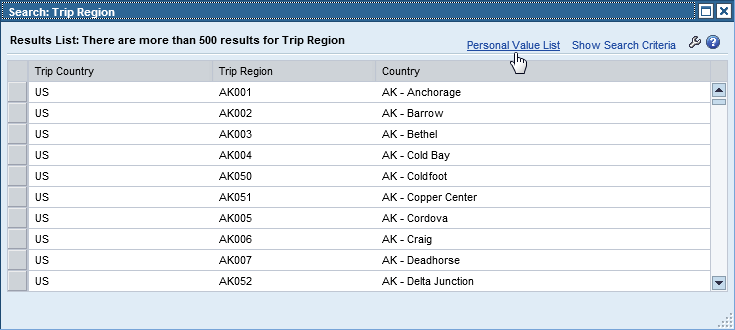 Search: Trip Region
Results List: There are more than 500 results for Trip Region Personal Value List Show Search Criteria ?
Trip Country Trip Region Country
US AK001 AK - Anchorage
US AK002 AK - Barrow
US AK003 AK - Bethel
US AK004 AK - Cold Bay
US AK050 AK - Coldfoot
US AK051 AK - Copper Center
US AK005 AK - Cordova
US AK006 AK - Craig
US AK007 AK - Deadhorse
US AK052 AK - Delta Junction